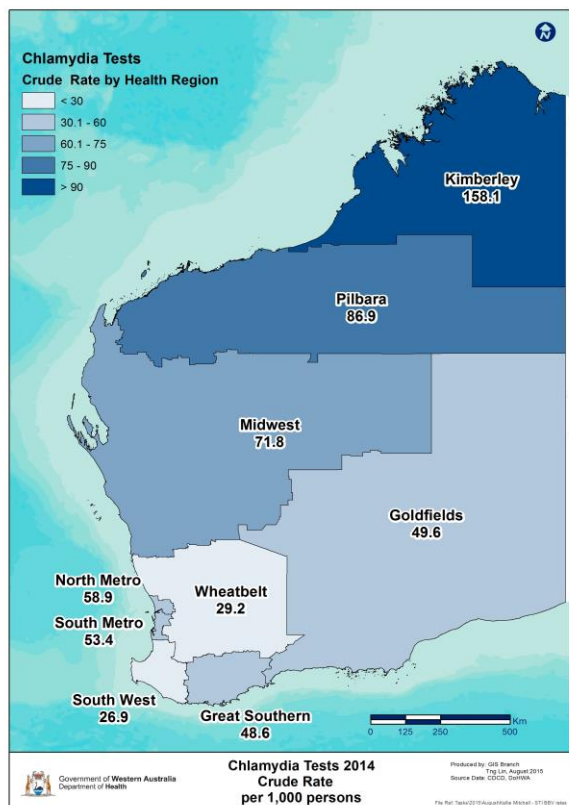 N
Chlamydia Tests
Crude Rate by Health Region
< 30
30.1 - 60
60.1 - 75
75 - 90
> 90
Kimberley
158.1
Pilbara
86.9
Midwest
71.8
Goldfields
49.6
North Metro
58.9
Wheatbelt
29.2
South Metro
53.4
South West
26.9
Great Southern
48.6
0 125 250 500 Km
Government of Western Australia
Department of Health
Chlamydia Tests 2014
Crude Rate
per 1,000 persons
Produced by: GIS Branch
Tng Lin, August 2015
Source Data: CDCD, DoHWA